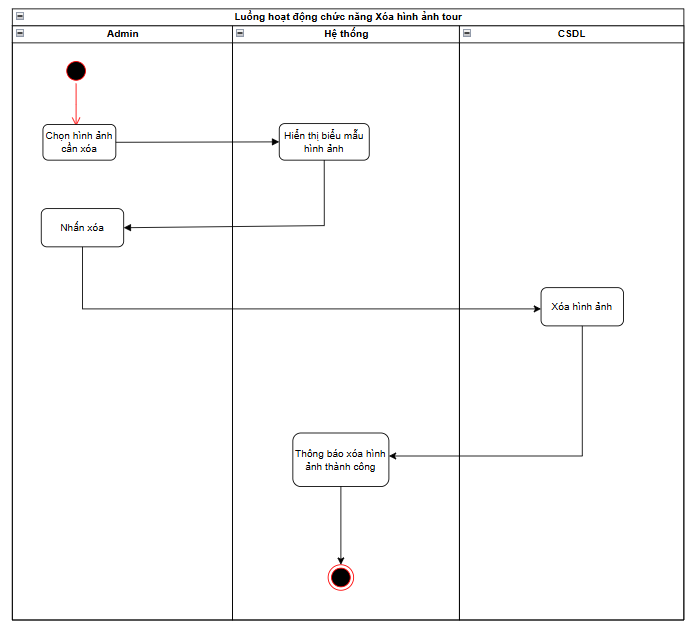 Luồng hoạt động chức năng Xóa hình ảnh tour
Admin
Hệ thống
CSDL
Chọn hình ảnh
cần xóa
Hiển thị biểu mẫu
hình ảnh
Nhấn xóa
Xóa hình ảnh
Thông báo xóa hình
ảnh thành công